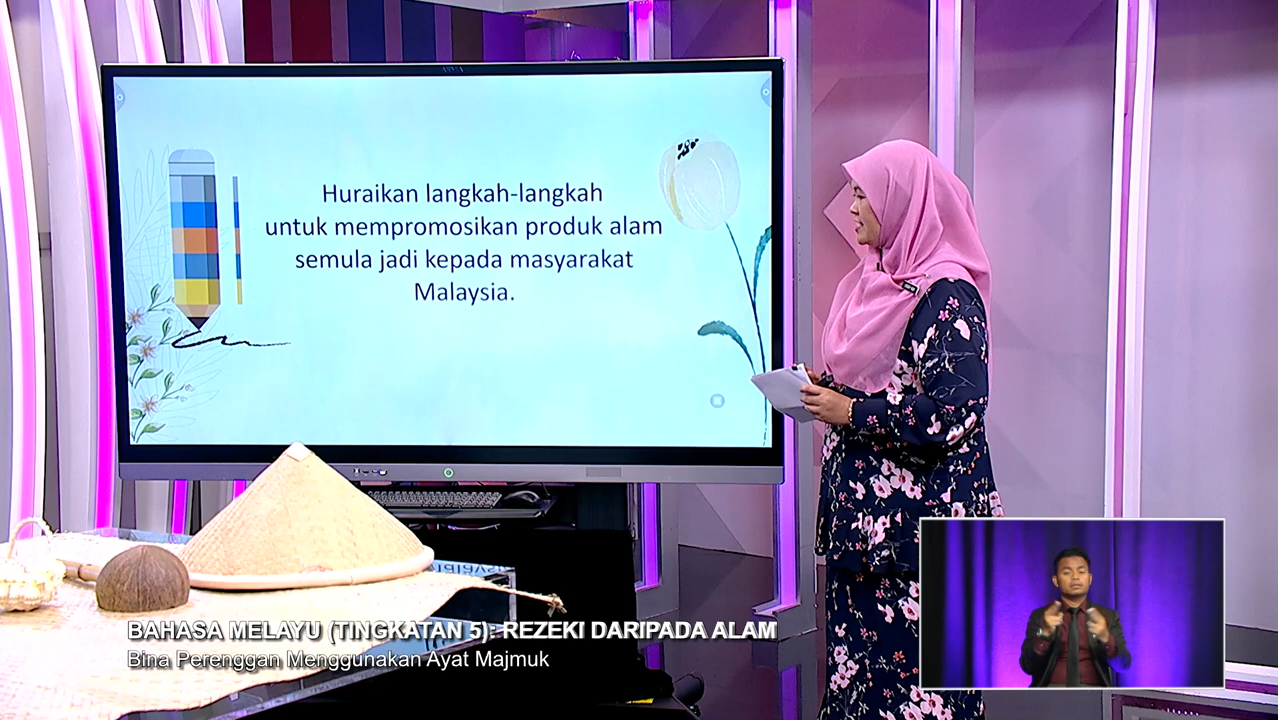 Huraikan langkah-langkah
untuk mempromosikan produk alam
semula jadi kepada masyarakat
Malaysia.
BAHASA MELAYU (TINGKATAN 5): REZEKI DARIPADA ALAM
Bina Perenggan Menggunakan Ayat Majmuk